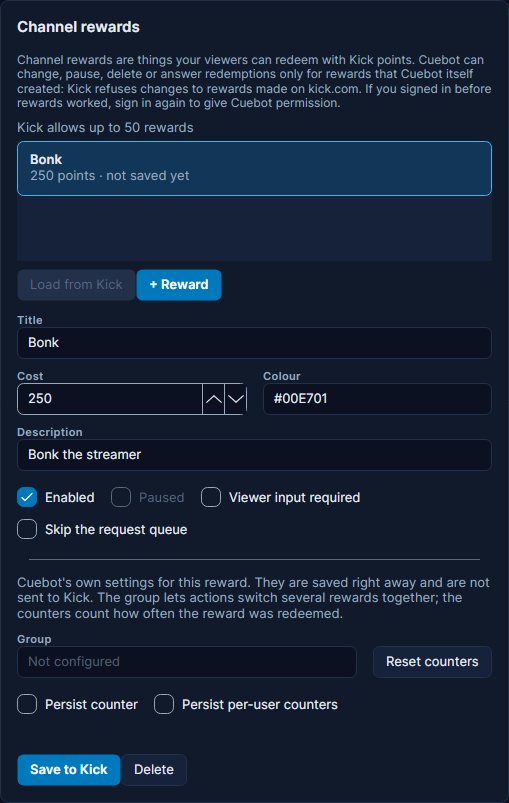 Channel rewards
Channel rewards are things your viewers can redeem with Kick points. Cuebot can
change, pause, delete or answer redemptions only for rewards that Cuebot itself
created: Kick refuses changes to rewards made on kick.com. If you signed in before
rewards worked, sign in again to give Cuebot permission.
Kick allows up to 50 rewards
Bonk
250 points · not saved yet
Load from Kick
+ Reward
Title
Bonk
Cost
Colour
250
#00E701
Description
Bonk the streamer
Enabled
Paused
Viewer input required
Skip the request queue
Cuebot's own settings for this reward. They are saved right away and are not
sent to Kick. The group lets actions switch several rewards together; the
counters count how often the reward was redeemed.
Group
Not configured
Reset counters
Persist counter
Persist per-user counters
Save to Kick
Delete